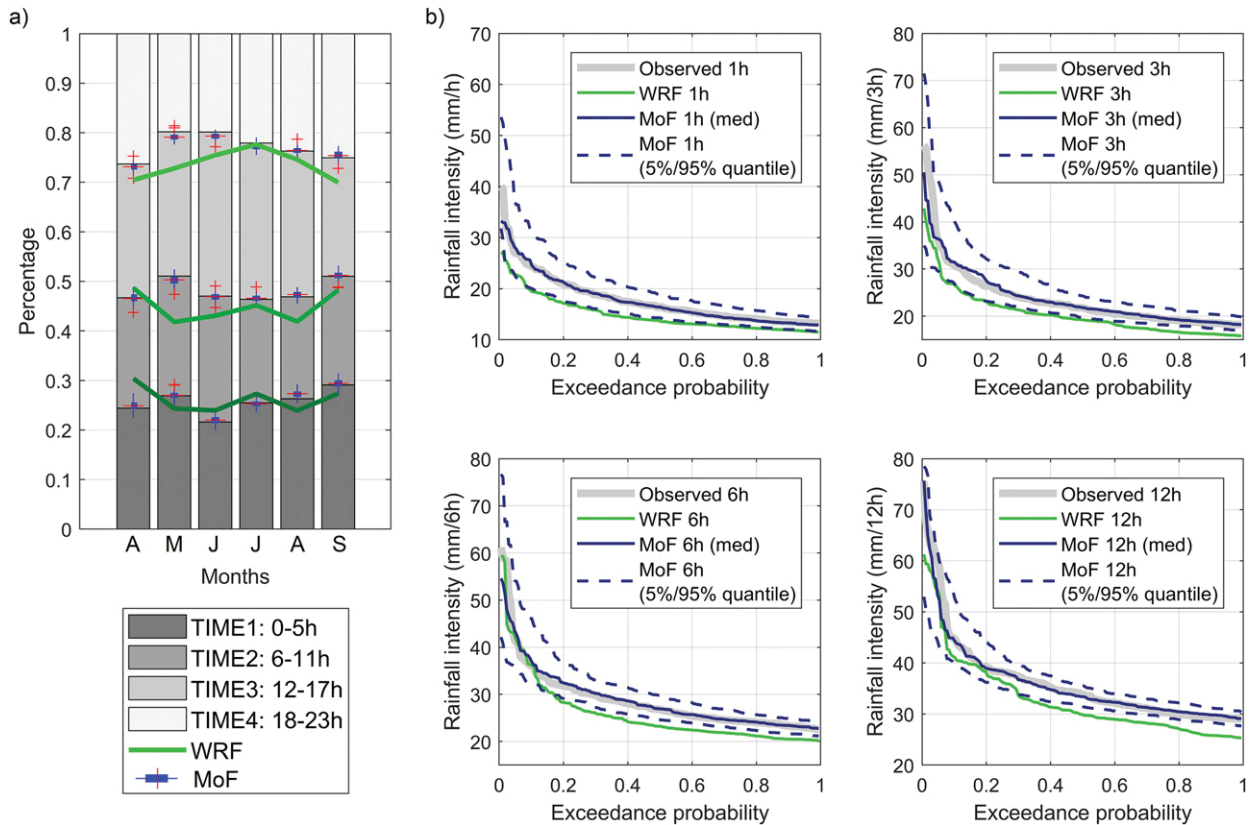 a)
1
0.9
0.8
0.7
0.6
0.5
0.4
0.3
0.2
0.1
0
Percentage
A M J J A S
Months
TIME1: 0-5h
TIME2: 6-11h
TIME3: 12-17h
TIME4: 18-23h
WRF
MoF
b)
70
60
50
40
30
20
10
Rainfall intensity (mm/h)
Observed 1h
WRF 1h
MoF 1h (med)
MoF 1h
(5%/95% quantile)
0 0.2 0.4 0.6 0.8 1
Exceedance probability
80
70
60
50
40
30
20
Rainfall intensity (mm/3h)
Observed 3h
WRF 3h
MoF 3h (med)
MoF 3h
(5%/95% quantile)
0 0.2 0.4 0.6 0.8 1
Exceedance probability
80
70
60
50
40
30
20
Rainfall intensity (mm/6h)
Observed 6h
WRF 6h
MoF 6h (med)
MoF 6h
(5%/95% quantile)
0 0.2 0.4 0.6 0.8 1
Exceedance probability
80
70
60
50
40
30
20
Rainfall intensity (mm/12h)
Observed 12h
WRF 12h
MoF 12h (med)
MoF 12h
(5%/95% quantile)
0 0.2 0.4 0.6 0.8 1
Exceedance probability